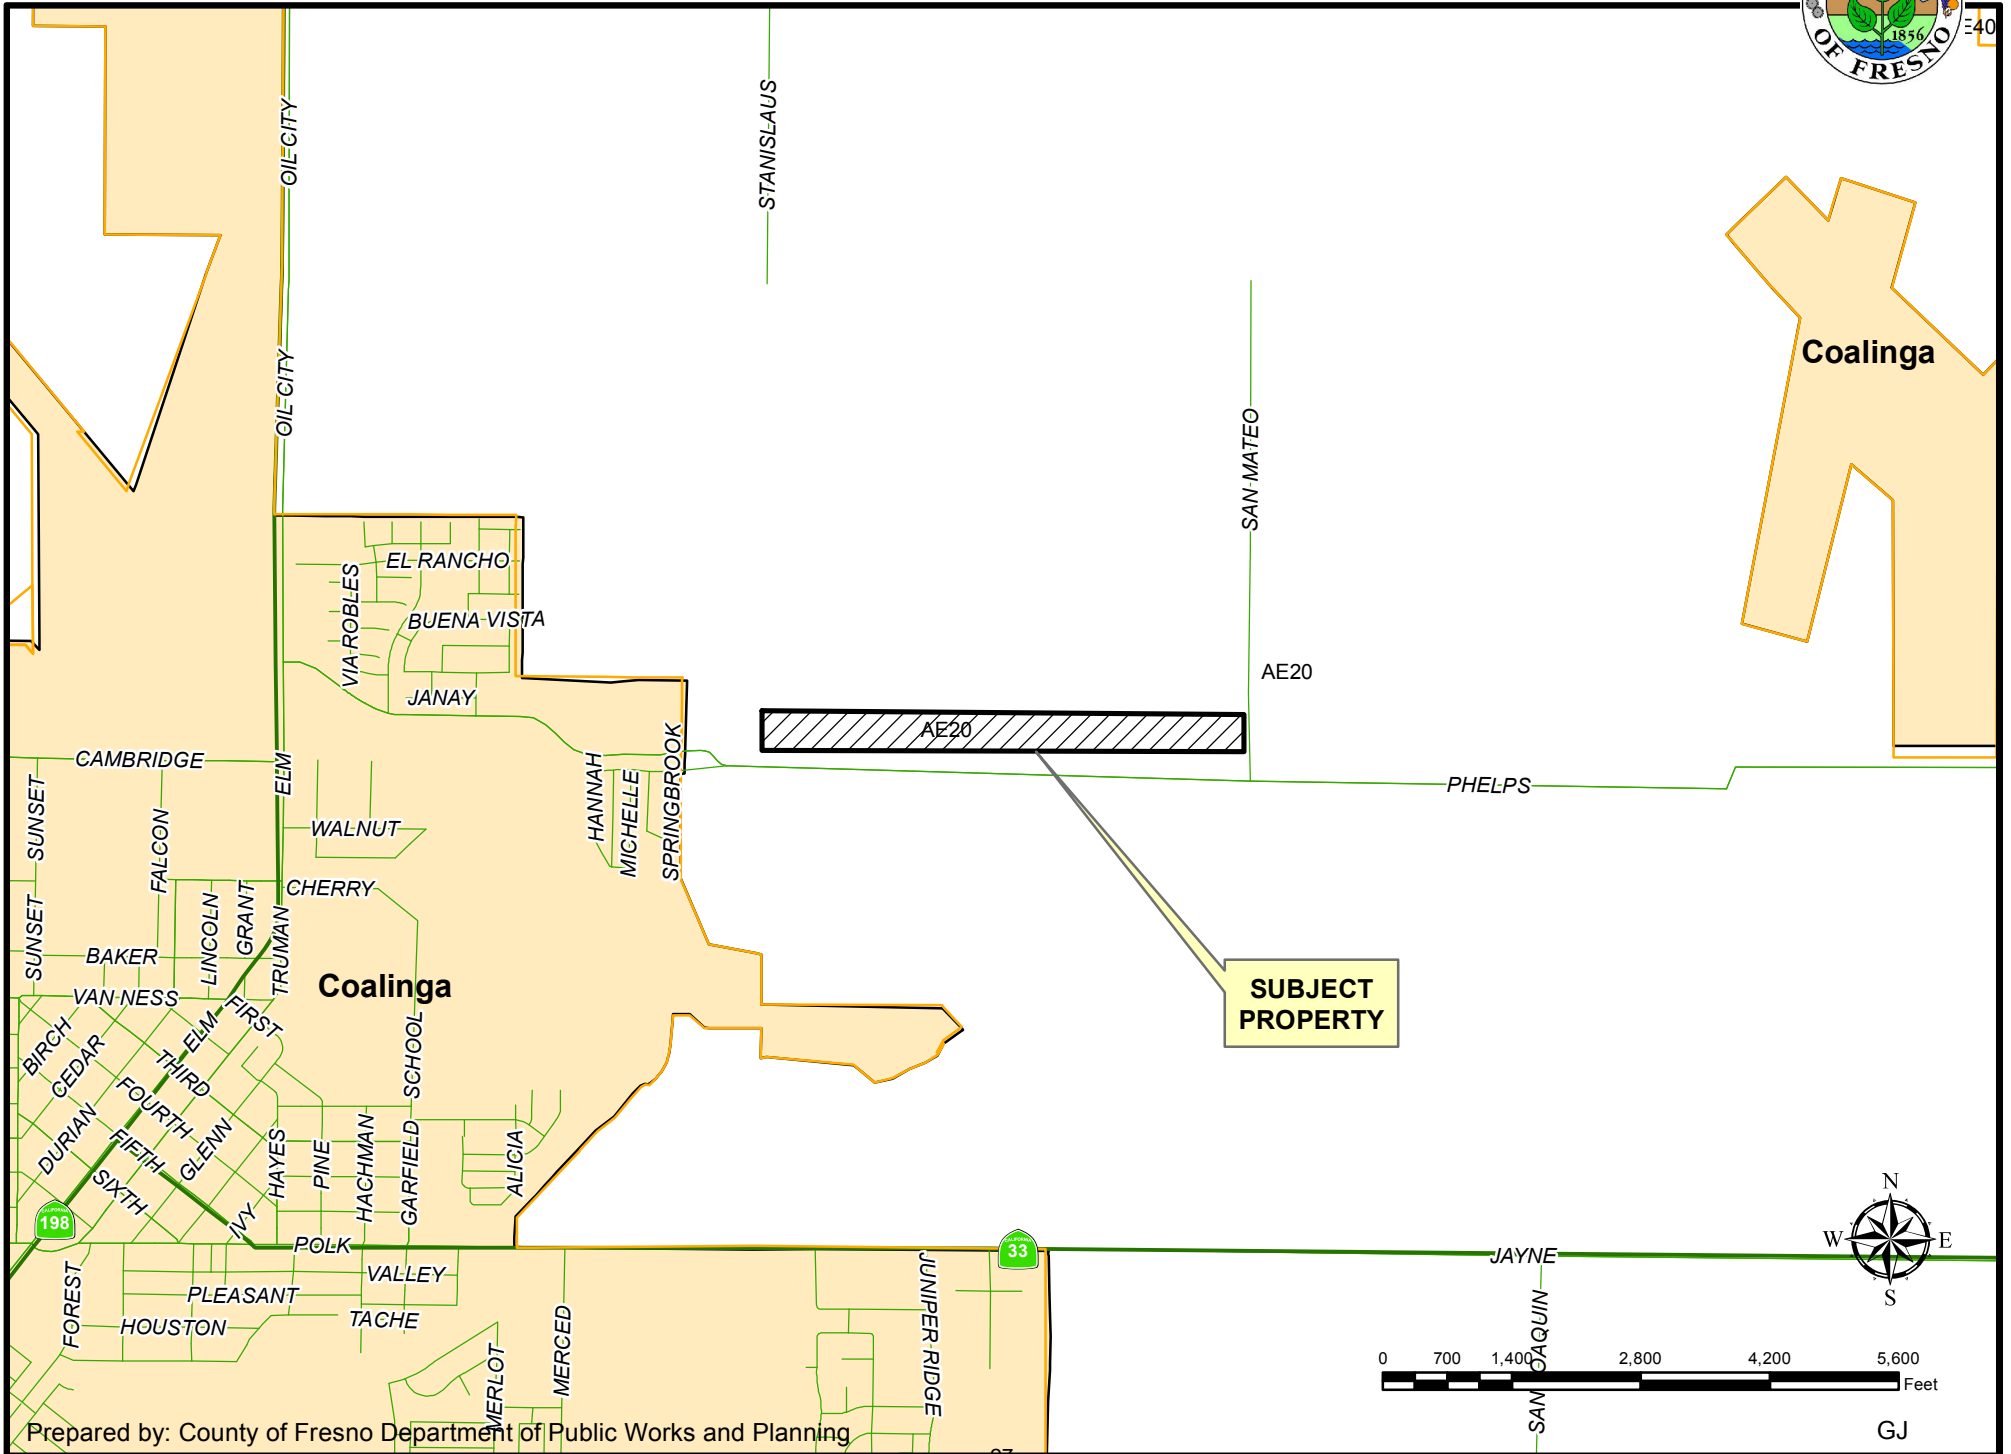 1856
OF FRESNO
E40
OIL CITY
STANISLAUS
OIL CITY
Coalinga
SAN MATEO
EL RANCHO
VIA ROBLES
BUENA VISTA
AE20
JANAY
AE20
CAMBRIDGE
ELM
HANNAH
MICHELLE
SPRINGBROOK
PHELPS
SUNSET
FALCON
WALNUT
CHERRY
SUNSET
LINCOLN
GRANT
TRUMAN
BAKER
Coalinga
SUBJECT
PROPERTY
VAN NESS
FIRST
BIRCH
CEDAR
ELM
THIRD
SCHOOL
FOURTH
DURIAN
FIFTH
GLENN
SIXTH
HAYES
PINE
HACHMAN
GARFIELD
ALICIA
IVY
CALIFORNIA
198
POLK
CALIFORNIA
33
JAYNE
N
W
E
S
FOREST
VALLEY
PLEASANT
HOUSTON
TACHE
MERLOT
MERCED
JUNIPER RIDGE
SAN JOAQUIN
0 700 1,400 2,800 4,200 5,600
Feet
Prepared by: County of Fresno Department of Public Works and Planning
GJ